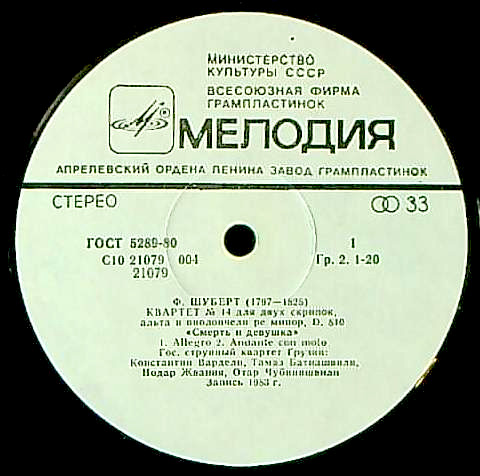 МИНИСТЕРСТВО
КУЛЬТУРЫ СССР
ВСЕСОЮЗНАЯ ФИРМА
ГРАМПЛАСТИНОК
МЕЛОДИЯ
АПРЕЛЕВСКИЙ ОРДЕНА ЛЕНИНА ЗАВОД ГРАМПЛАСТИНОК
СТЕРЕО
33
ГОСТ 5289-80
1
С10 21079 004
Гр. 2. 1-20
21079
Ф. ШУБЕРТ (1797—1828)
КВАРТЕТ № 14 для двух скрипок,
альта и виолончели ре минор, D. 810
«Смерть и девушка»
1. Allegro 2. Andante con moto
Гос. струнный квартет Грузии:
Константин Вардели, Тамаз Батиашвили,
Нодар Жвания, Отар Чубинишвили
Запись 1983 г.